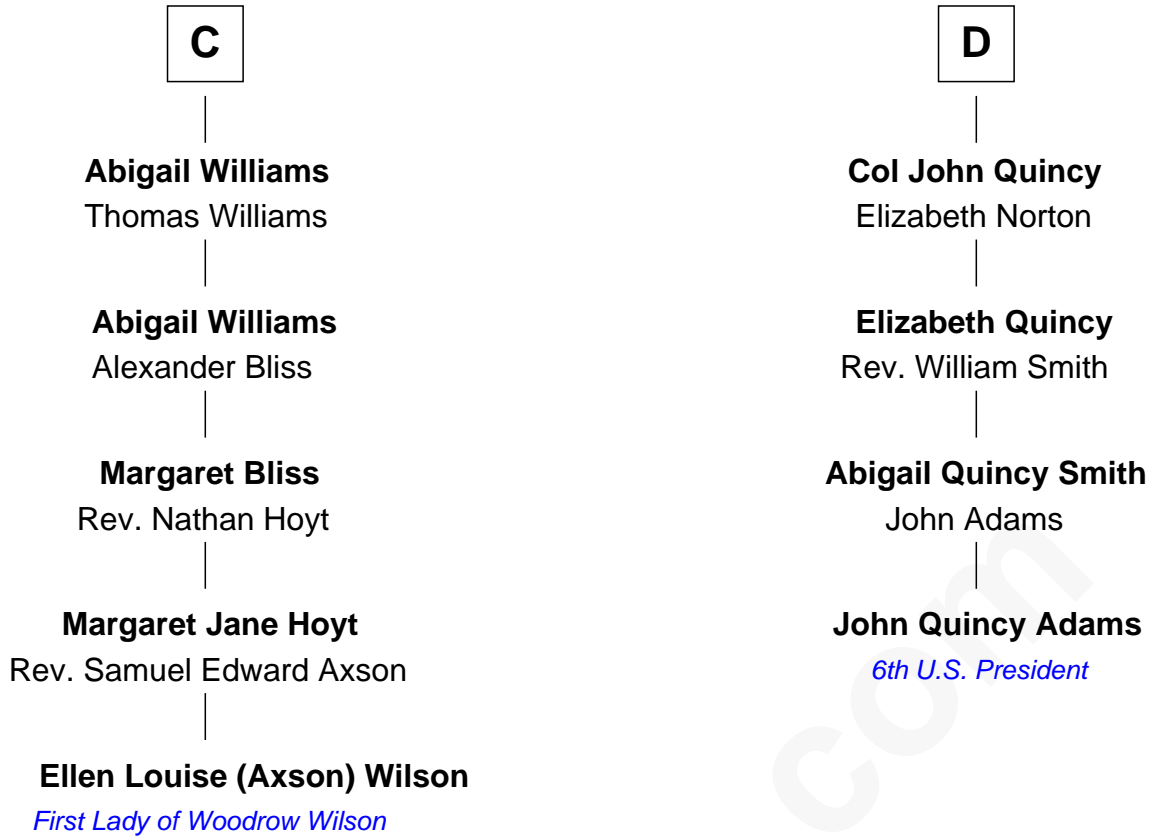 C
Abigail Williams
Thomas Williams
Abigail Williams
Alexander Bliss
Margaret Bliss
Rev. Nathan Hoyt
Margaret Jane Hoyt
Rev. Samuel Edward Axson
Ellen Louise (Axson) Wilson
First Lady of Woodrow Wilson
D
Col John Quincy
Elizabeth Norton
Elizabeth Quincy
Rev. William Smith
Abigail Quincy Smith
John Adams
John Quincy Adams
6th U.S. President
com